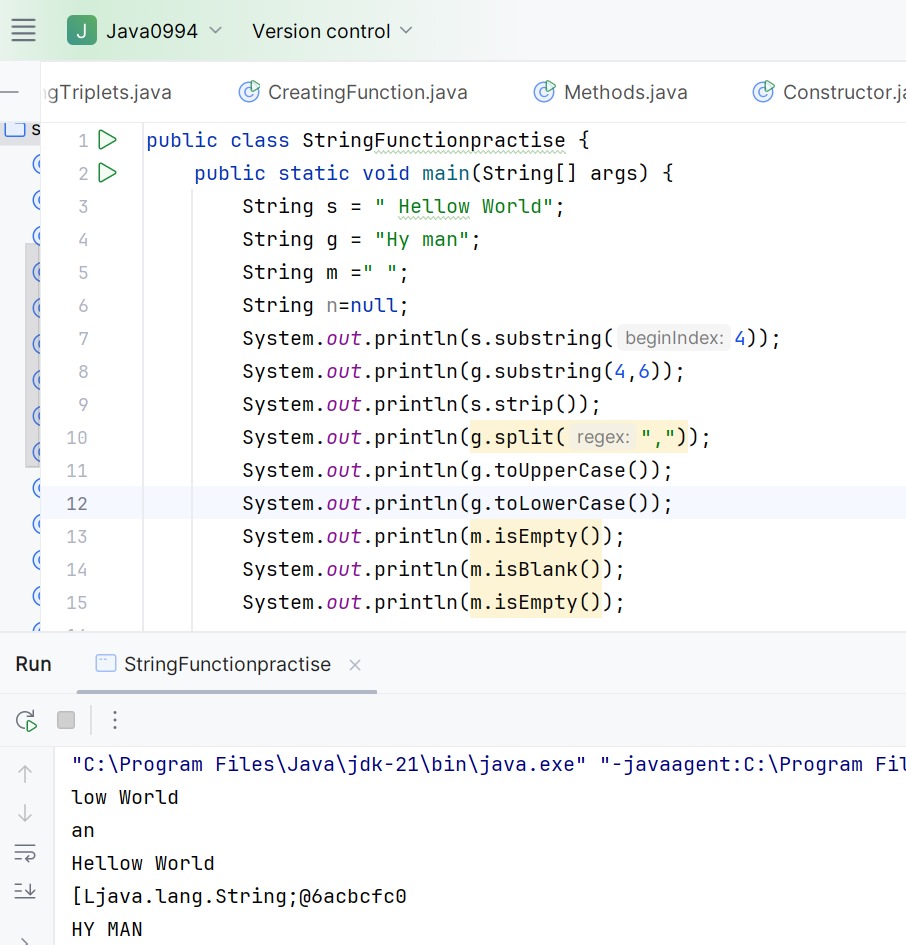 J Java0994 Version control
gTriplets.java CreatingFunction.java Methods.java Constructor.ja
s
1 public class StringFunctionpractise {
2 public static void main(String[] args) {
3 String s = " Hellow World";
4 String g = "Hy man";
5 String m =" ";
6 String n=null;
7 System.out.println(s.substring( beginIndex: 4));
8 System.out.println(g.substring(4,6));
9 System.out.println(s.strip());
10 System.out.println(g.split( regex: ","));
11 System.out.println(g.toUpperCase());
12 System.out.println(g.toLowerCase());
13 System.out.println(m.isEmpty());
14 System.out.println(m.isBlank());
15 System.out.println(m.isEmpty());
Run StringFunctionpractise
"C:\Program Files\Java\jdk-21\bin\java.exe" "-javaagent:C:\Program Fil
low World
an
Hellow World
[Ljava.lang.String;@6acbcfc0
HY MAN